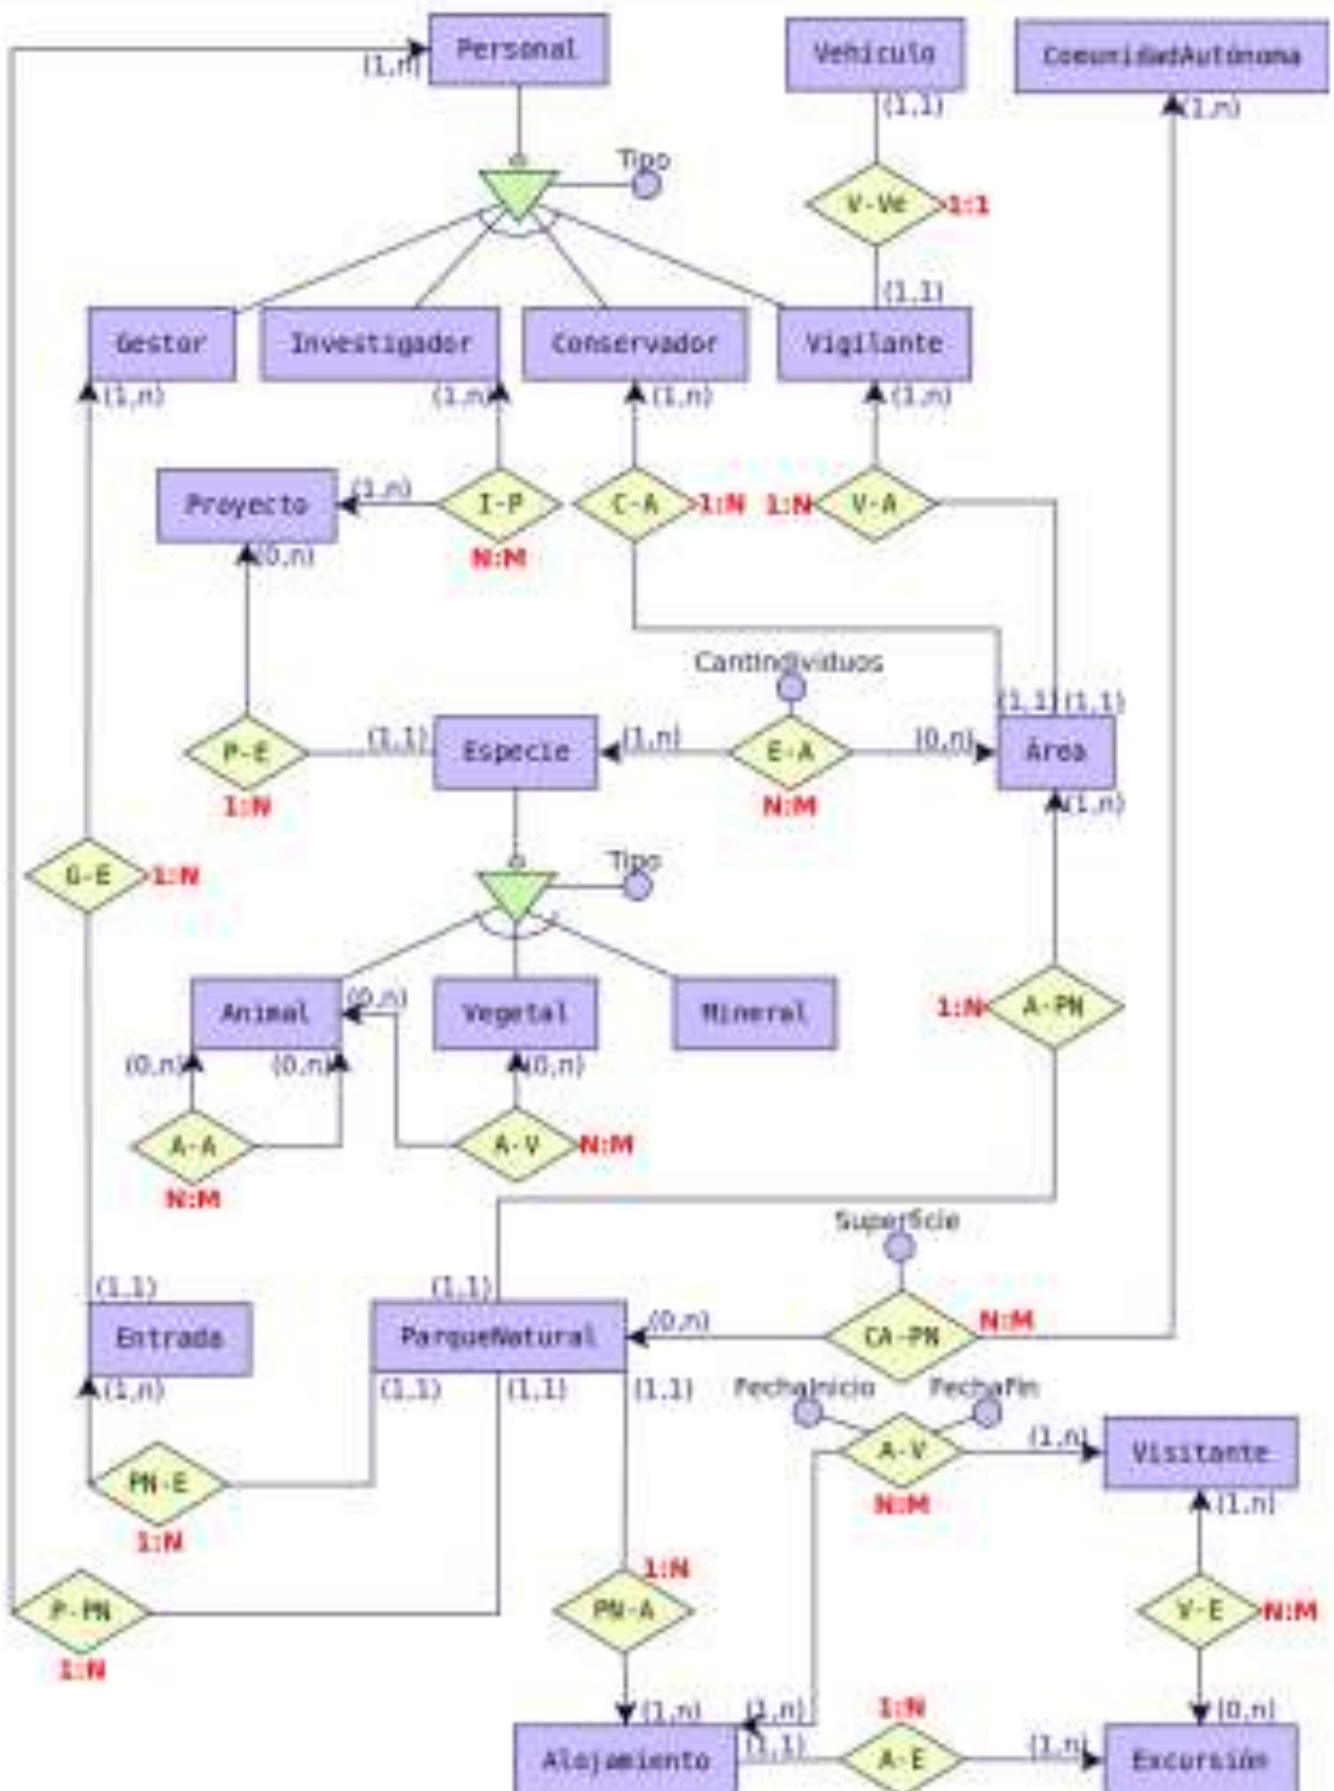 Personal
Vehículo
ComunidadAutónoma
(1,n)
(1,1)
(1,n)
Tipo
V-Ve
1:1
(1,1)
Gestor
Investigador
Conservador
Vigilante
(1,n)
(1,n)
(1,n)
(1,n)
Proyecto
(1,n)
I-P
C-A
1:N
1:N
V-A
(0,n)
N:M
CantIndividuos
(1,1)
(1,1)
P-E
(1,1)
Especie
(1,n)
E-A
(0,n)
Área
1:N
N:M
(1,n)
G-E
1:N
Tipo
Animal
(0,n)
Vegetal
Mineral
1:N
A-PN
(0,n)
(0,n)
(0,n)
A-A
A-V
N:M
N:M
Superficie
(1,1)
(1,1)
Entrada
ParqueNatural
(0,n)
CA-PN
N:M
(1,n)
(1,1)
(1,1)
(1,1)
FechaInicio
FechaFin
A-V
(1,n)
Visitante
PN-E
N:M
(1,n)
1:N
1:N
P-PN
PN-A
V-E
N:M
1:N
(1,n)
(1,n)
1:N
(0,n)
Alojamiento
(1,1)
A-E
(1,n)
Excursión